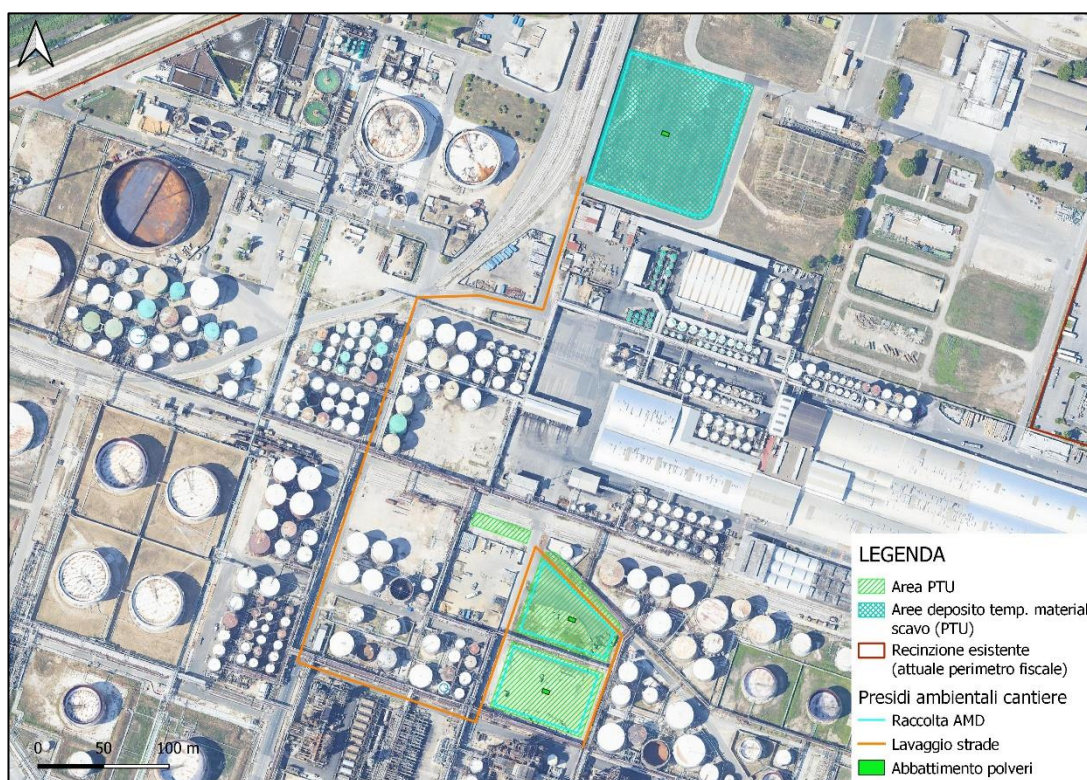 LEGENDA
Area PTU
Aree deposito temp. material
scavo (PTU)
Recinzione esistente
(attuale perimetro fiscale)
Presidi ambientali cantiere
Raccolta AMD
Lavaggio strade
Abbattimento polveri
0 50 100 m